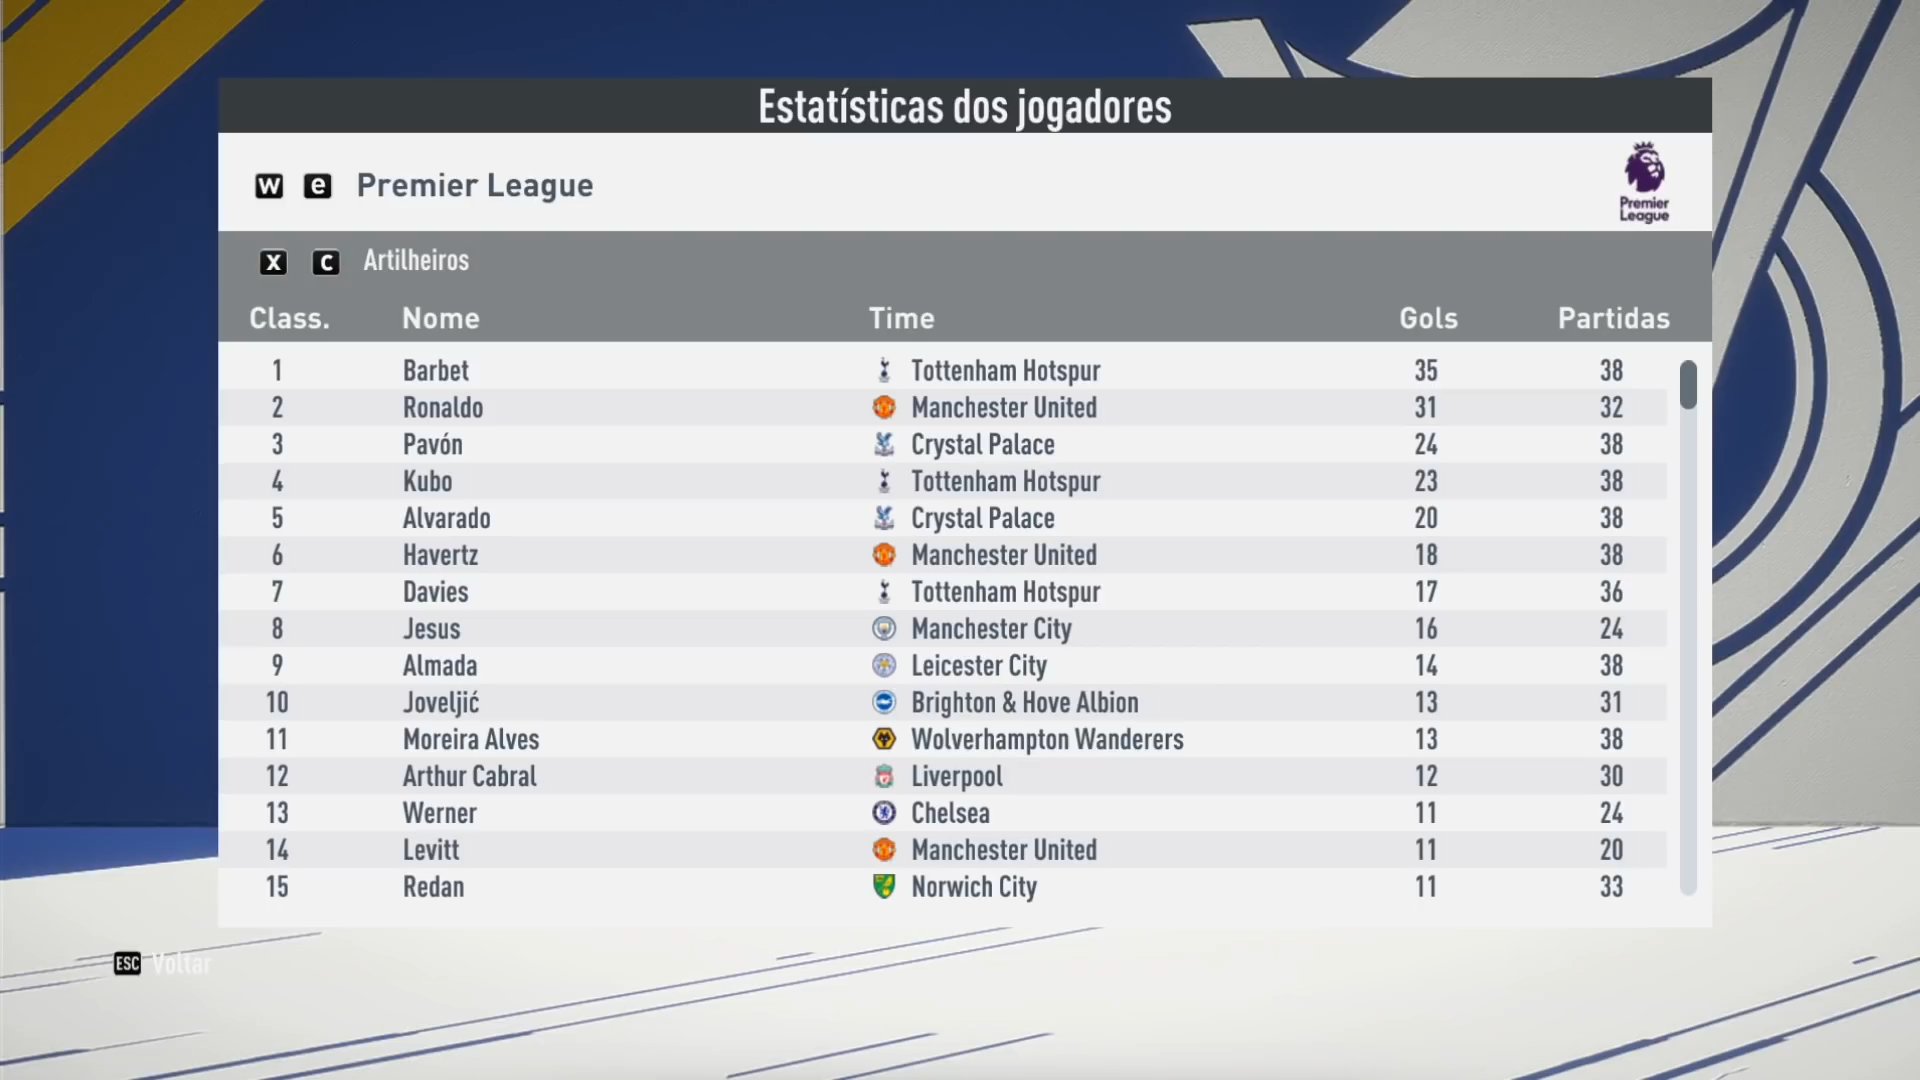 Estatísticas dos jogadores
W e Premier League
Premier League
X C Artilheiros
Class. Nome Time Gols Partidas
1 Barbet Tottenham Hotspur 35 38
2 Ronaldo Manchester United 31 32
3 Pavón Crystal Palace 24 38
4 Kubo Tottenham Hotspur 23 38
5 Alvarado Crystal Palace 20 38
6 Havertz Manchester United 18 38
7 Davies Tottenham Hotspur 17 36
8 Jesus Manchester City 16 24
9 Almada Leicester City 14 38
10 Joveljić Brighton & Hove Albion 13 31
11 Moreira Alves Wolverhampton Wanderers 13 38
12 Arthur Cabral Liverpool 12 30
13 Werner Chelsea 11 24
14 Levitt Manchester United 11 20
15 Redan Norwich City 11 33
ESC Voltar